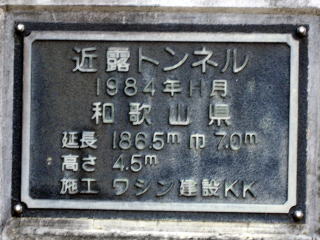 近露トンネル
1984年11月
和歌山県
延長 186.5m 巾 7.0m
高さ 4.5m
施工 ワシン建設KK